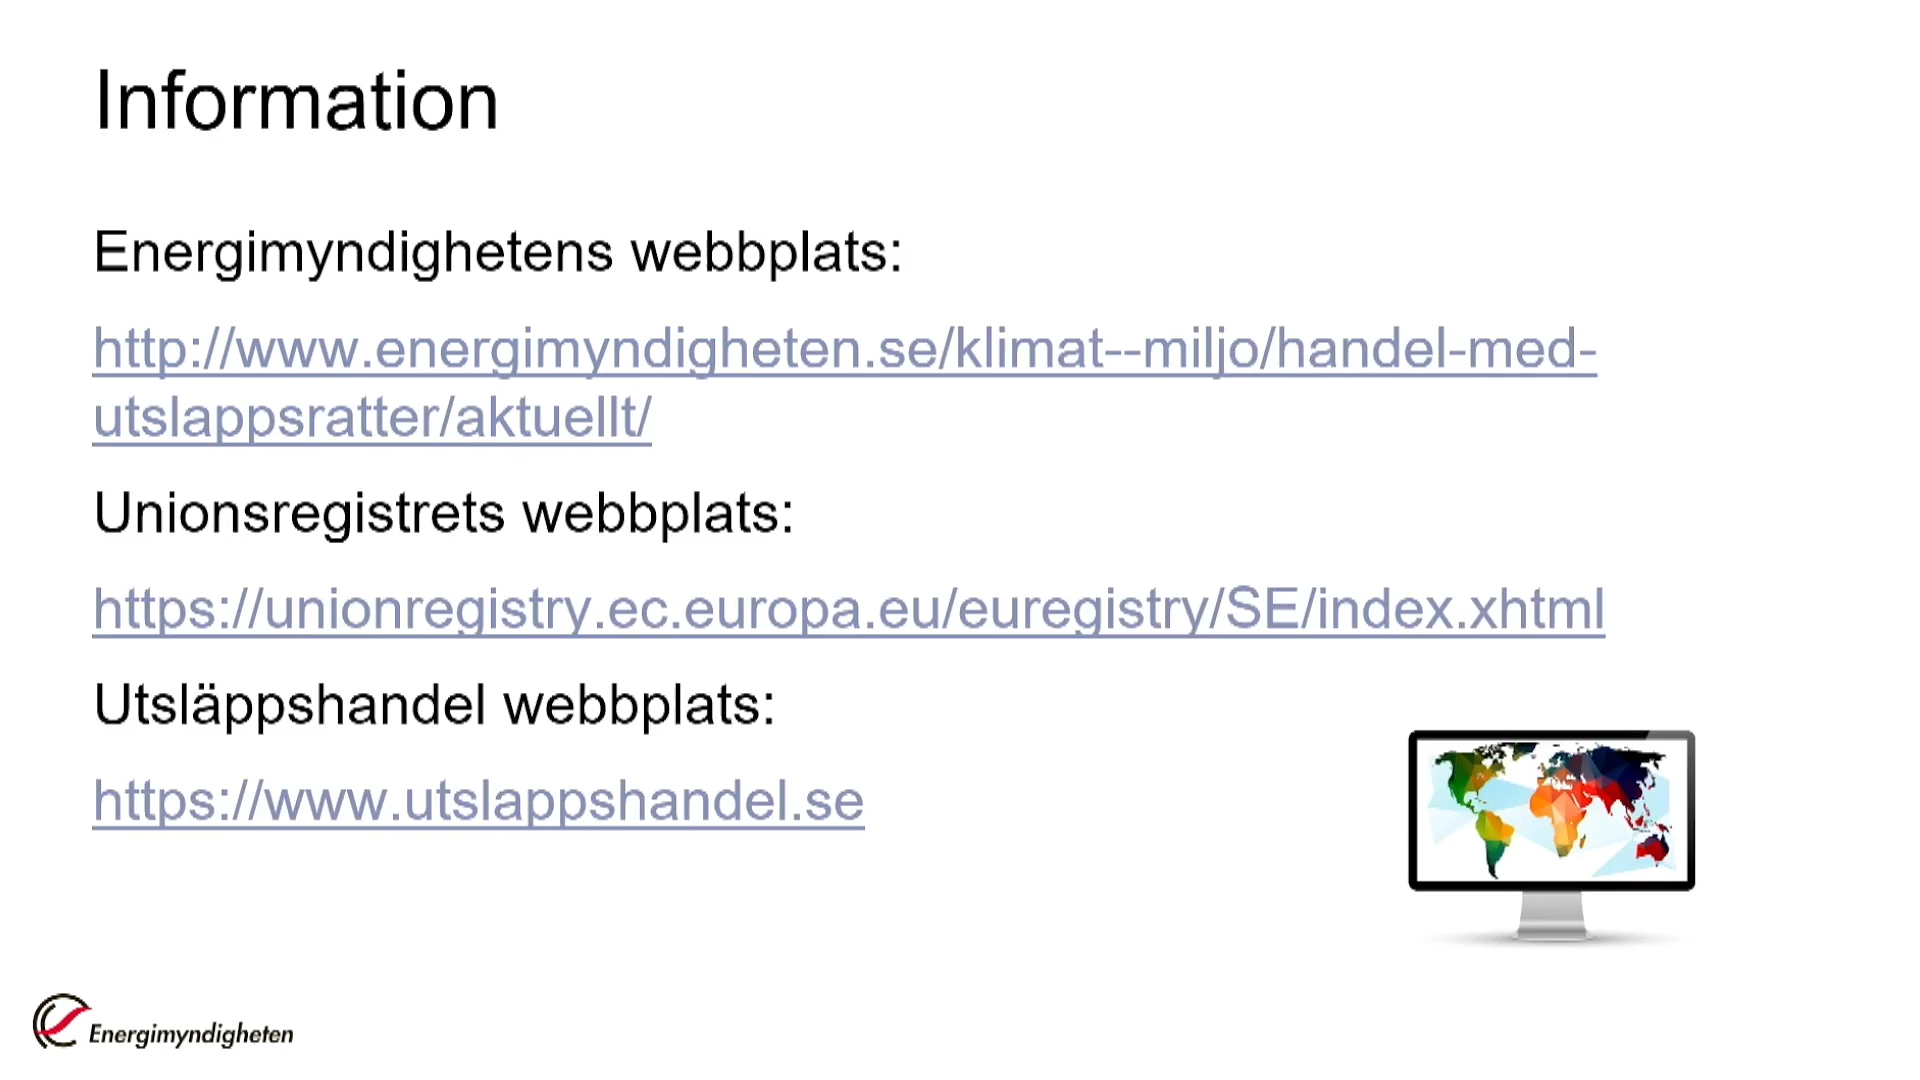 Information
Energimyndighetens webbplats:
http://www.energimyndigheten.se/klimat--miljo/handel-med-
utslappsratter/aktuellt/
Unionsregistrets webbplats:
https://unionregistry.ec.europa.eu/euregistry/SE/index.xhtml
Utsläppshandel webbplats:
https://www.utslappshandel.se
Energimyndigheten